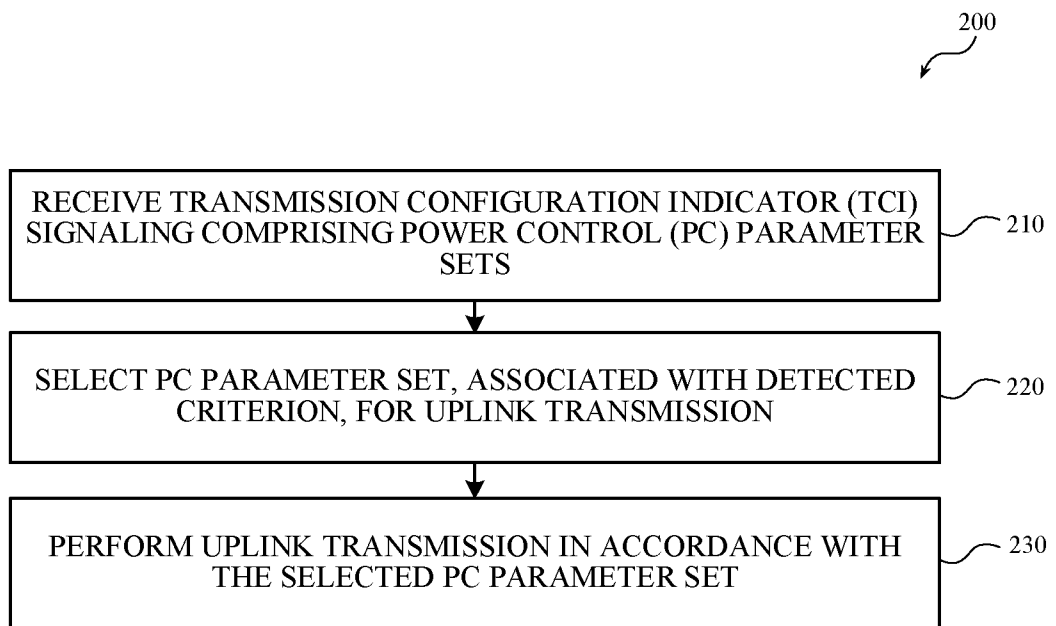 200
RECEIVE TRANSMISSION CONFIGURATION INDICATOR (TCI)
SIGNALING COMPRISING POWER CONTROL (PC) PARAMETER
SETS
210
SELECT PC PARAMETER SET, ASSOCIATED WITH DETECTED
CRITERION, FOR UPLINK TRANSMISSION
220
PERFORM UPLINK TRANSMISSION IN ACCORDANCE WITH
THE SELECTED PC PARAMETER SET
230